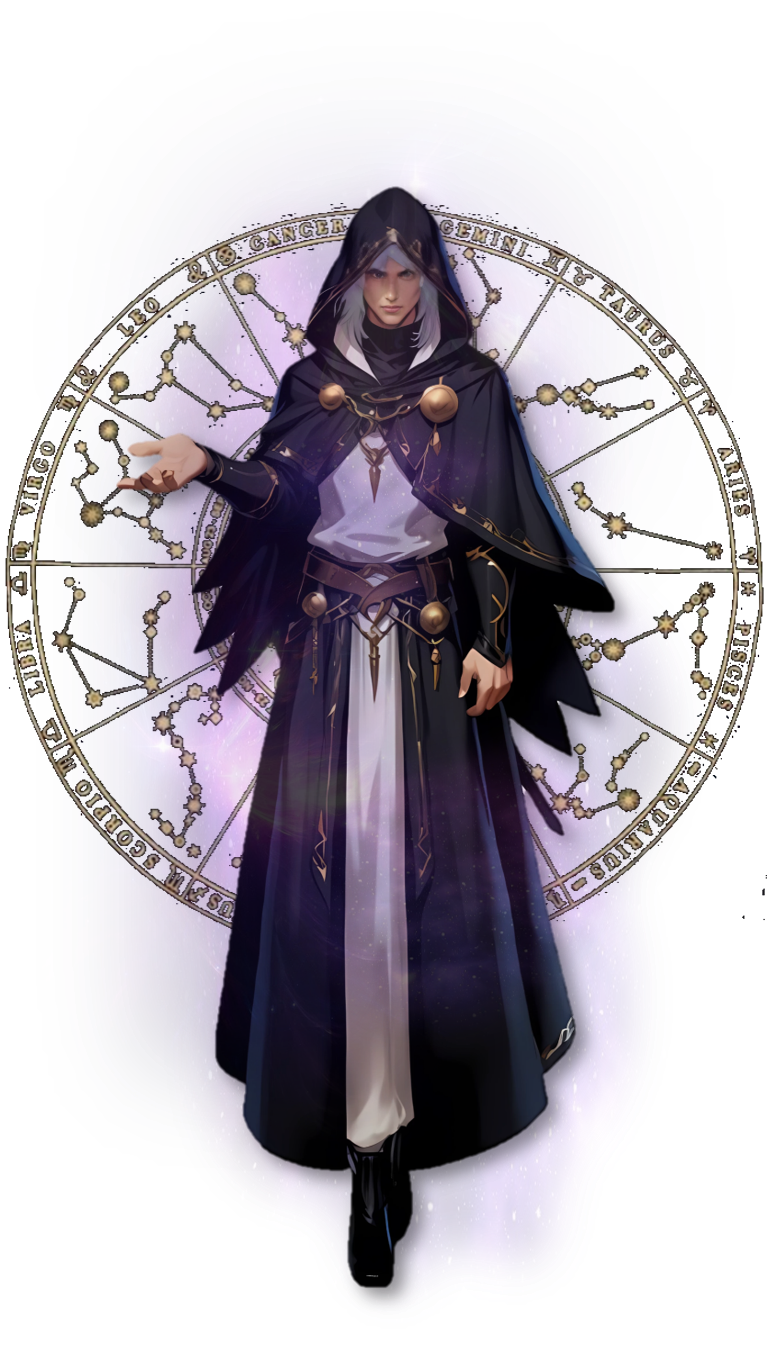 CANCER
GEMINI
TAURUS
ARIES
PISCES
AQUARIUS
SCORPIO
LIBRA
VIRGO
LEO